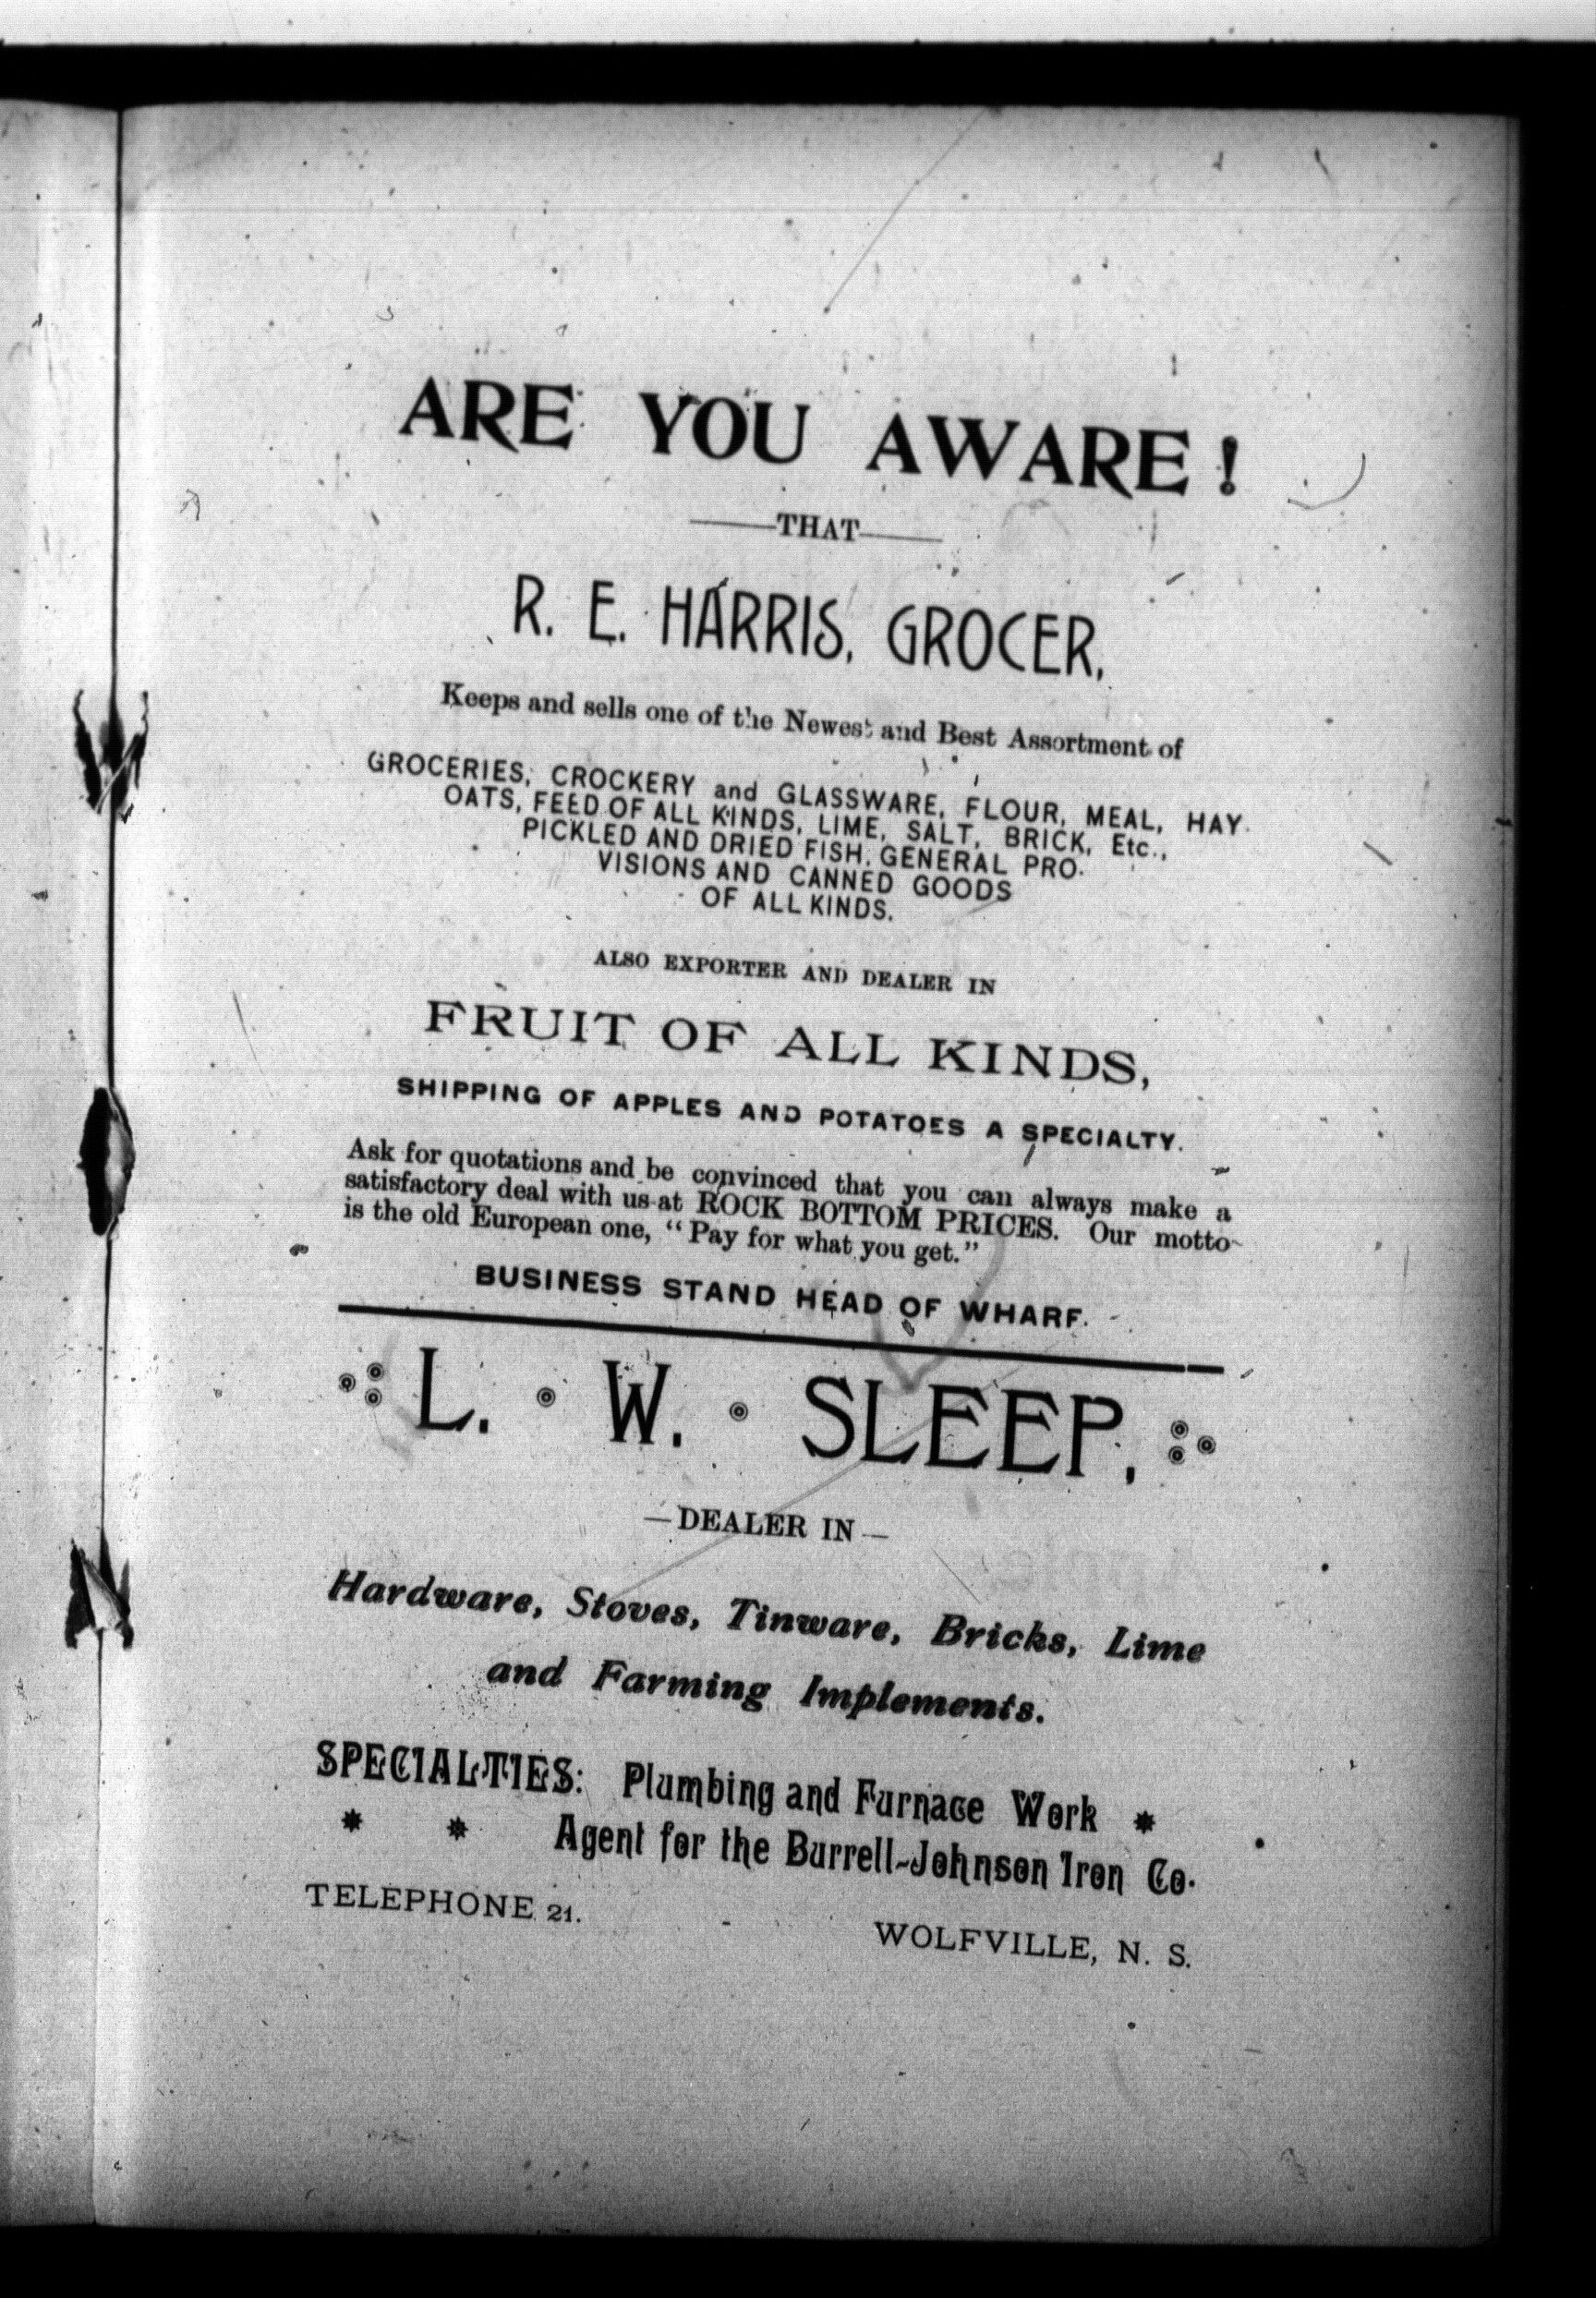 ARE YOU AWARE!
—THAT—
R. E. HARRIS, GROCER,
Keeps and sells one of the Newest and Best Assortment of
GROCERIES, CROCKERY and GLASSWARE, FLOUR, MEAL, HAY
OATS, FEED OF ALL KINDS, LIME, SALT, BRICK, Etc.,
PICKLED AND DRIED FISH, GENERAL PRO-
VISIONS AND CANNED GOODS
OF ALL KINDS.
ALSO EXPORTER AND DEALER IN
FRUIT OF ALL KINDS,
SHIPPING OF APPLES AND POTATOES A SPECIALTY.
Ask for quotations and be convinced that you can always make a
satisfactory deal with us at ROCK BOTTOM PRICES. Our motto
is the old European one, "Pay for what you get."
BUSINESS STAND HEAD OF WHARF.
L. W. SLEEP,
—DEALER IN—
Hardware, Stoves, Tinware, Bricks, Lime
and Farming Implements.
SPECIALTIES: Plumbing and Furnace Work *
* * Agent for the Burrell-Johnson Iron Co.
TELEPHONE 21.
WOLFVILLE, N. S.